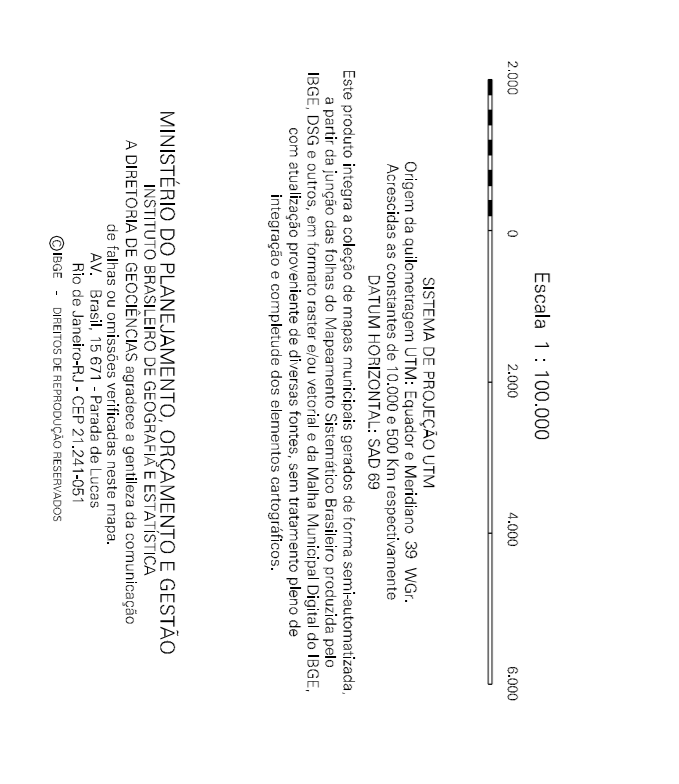 Escala 1 : 100.000
2.000 0 2.000 4.000 6.000
SISTEMA DE PROJEÇÃO UTM
Origem da quilometragem UTM: Equador e Meridiano 39 WGr.
Acrescidas as constantes de 10.000 e 500 Km respectivamente
DATUM HORIZONTAL: SAD 69
Este produto integra a coleção de mapas municipais gerados de forma semi-automatizada,
a partir da junção das folhas do Mapeamento Sistemático Brasileiro produzida pelo
IBGE, DSG e outros, em formato raster e/ou vetorial e da Malha Municipal Digital do IBGE,
com atualização proveniente de diversas fontes, sem tratamento pleno de
integração e completude dos elementos cartográficos.
MINISTÉRIO DO PLANEJAMENTO, ORÇAMENTO E GESTÃO
INSTITUTO BRASILEIRO DE GEOGRAFIA E ESTATÍSTICA
A DIRETORIA DE GEOCIÊNCIAS agradece a gentileza da comunicação
de falhas ou omissões verificadas neste mapa.
AV. Brasil, 15 671 - Parada de Lucas
Rio de Janeiro-RJ - CEP 21.241-051
©IBGE - DIREITOS DE REPRODUÇÃO RESERVADOS